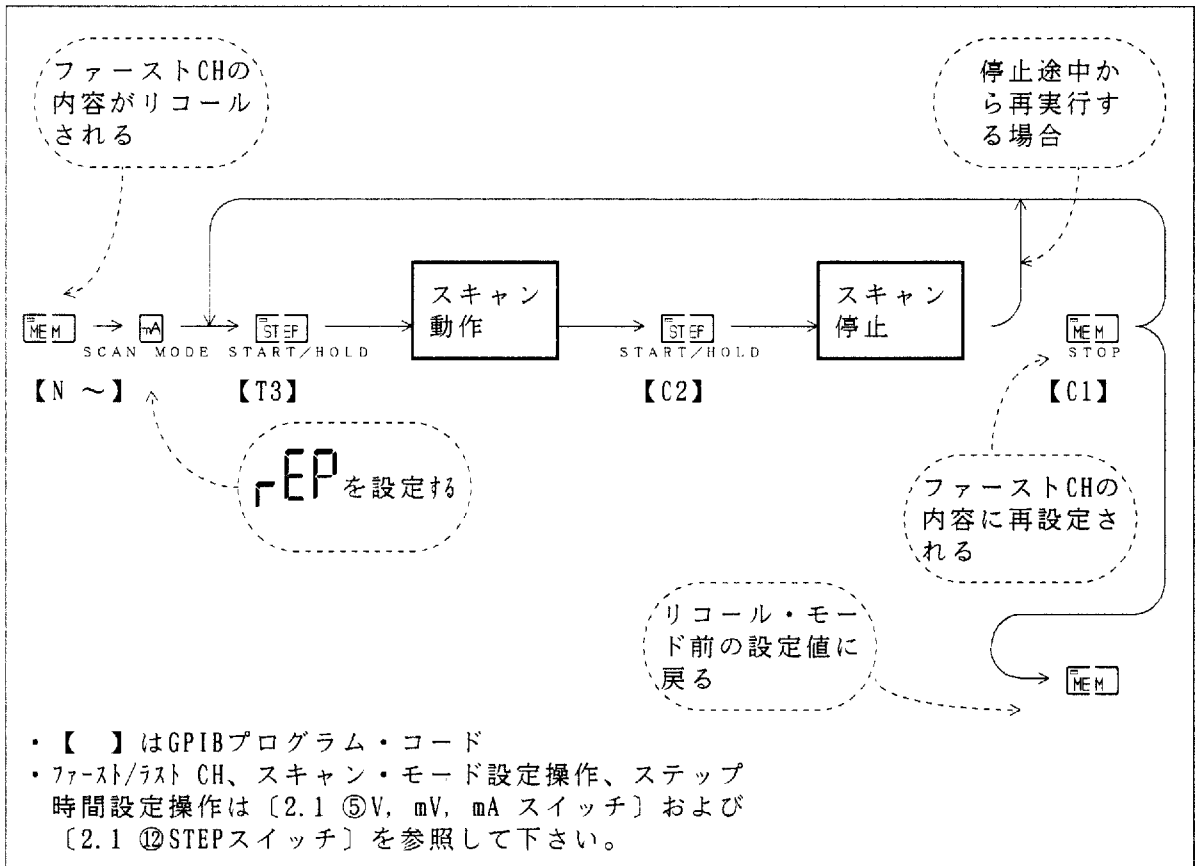 ファーストCHの
内容がリコール
される
停止途中か
ら再実行す
る場合
MEM
mA
STEP
スキャン
動作
STEP
スキャン
停止
MEM
SCAN MODE
START/HOLD
START/HOLD
STOP
【N ～】
【T3】
【C2】
【C1】
rEPを設定する
ファーストCHの
内容に再設定さ
れる
リコール・モー
ド前の設定値に
戻る
MEM
・【 】はGPIBプログラム・コード
・ﾌｧｰｽﾄ/ﾗｽﾄ CH、スキャン・モード設定操作、ステップ
時間設定操作は〔2.1 ⑤V, mV, mA スイッチ〕および
〔2.1 ⑫STEPスイッチ〕を参照して下さい。